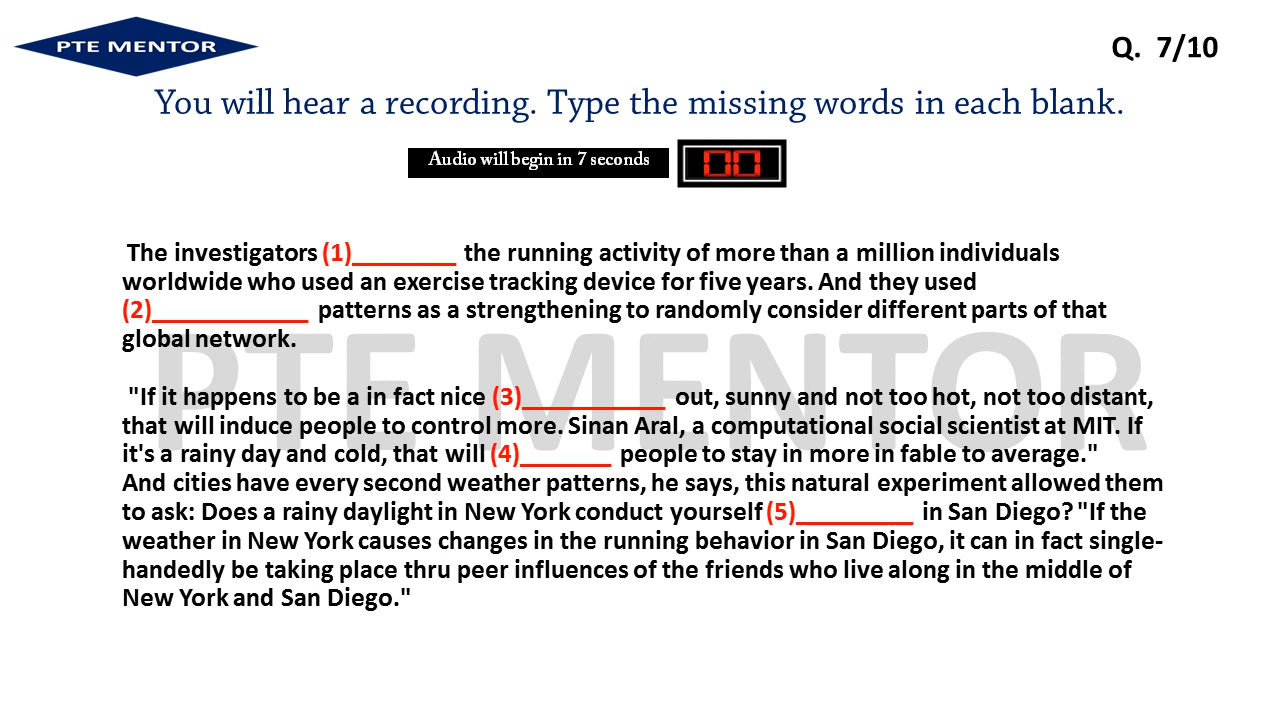 PTE MENTOR
Q. 7/10
You will hear a recording. Type the missing words in each blank.
Audio will begin in 7 seconds
00
The investigators (1)________ the running activity of more than a million individuals
worldwide who used an exercise tracking device for five years. And they used
(2)____________ patterns as a strengthening to randomly consider different parts of that
global network.
PTE MENTOR
"If it happens to be a in fact nice (3)___________ out, sunny and not too hot, not too distant,
that will induce people to control more. Sinan Aral, a computational social scientist at MIT. If
it's a rainy day and cold, that will (4)_______ people to stay in more in fable to average."
And cities have every second weather patterns, he says, this natural experiment allowed them
to ask: Does a rainy daylight in New York conduct yourself (5)_________ in San Diego? "If the
weather in New York causes changes in the running behavior in San Diego, it can in fact single-
handedly be taking place thru peer influences of the friends who live along in the middle of
New York and San Diego."